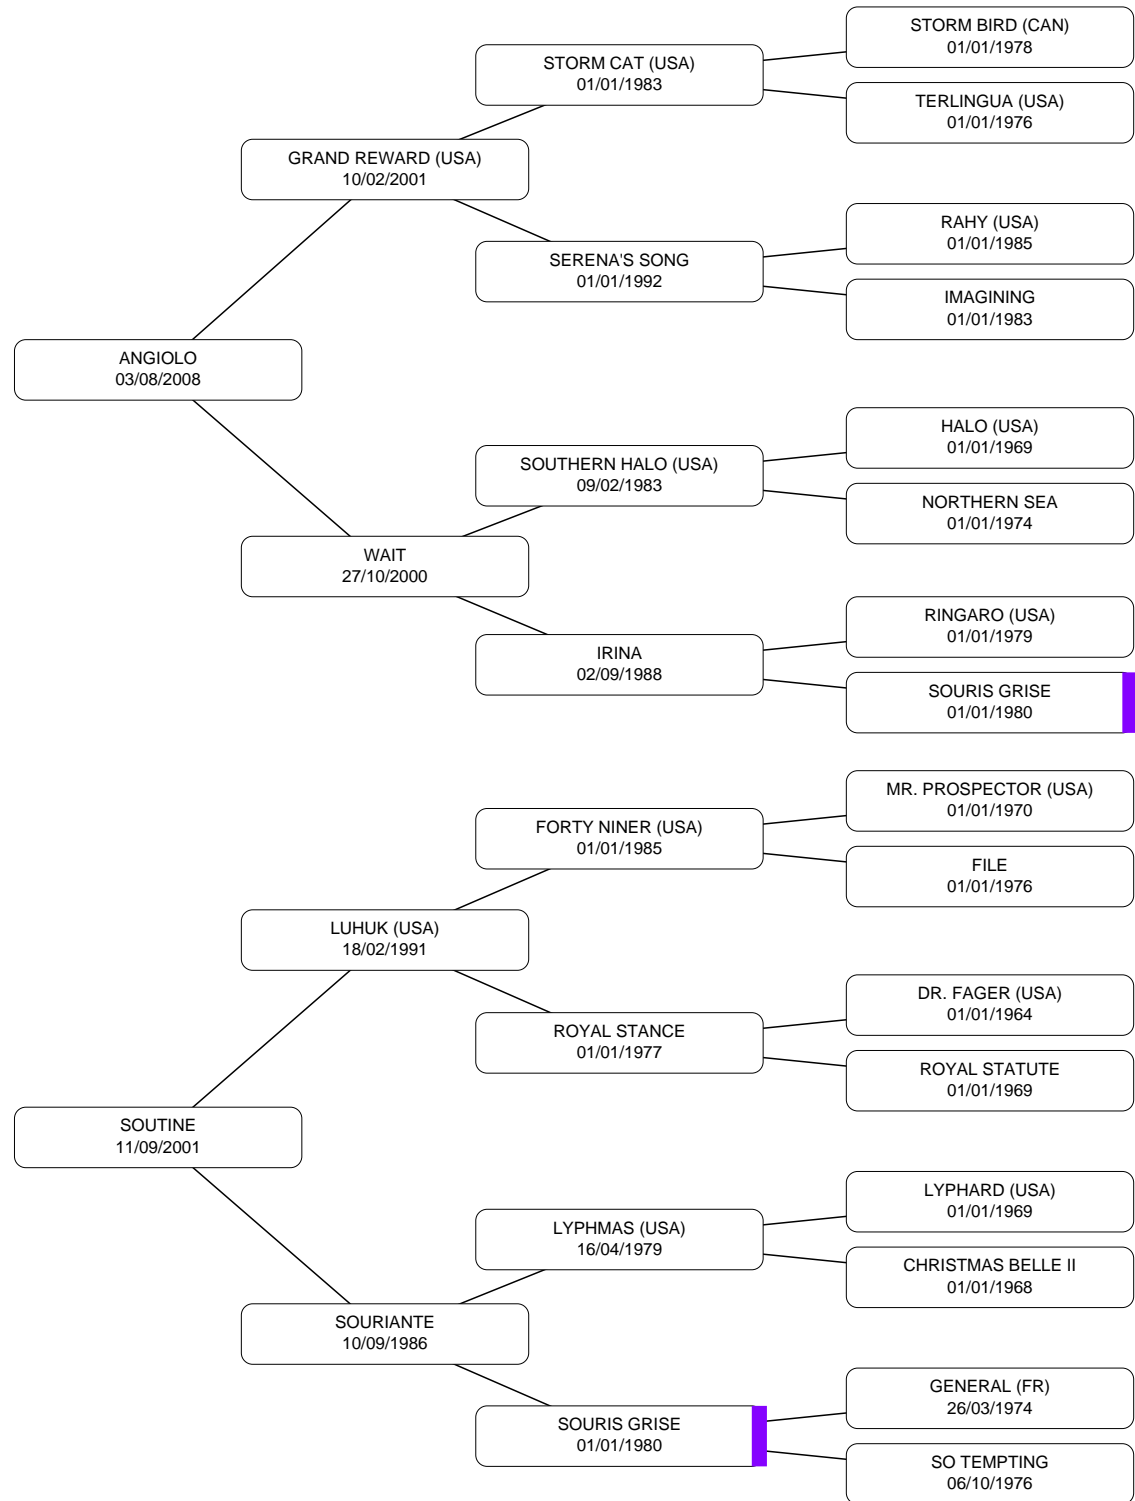 STORM BIRD (CAN)
01/01/1978
STORM CAT (USA)
01/01/1983
TERLINGUA (USA)
01/01/1976
GRAND REWARD (USA)
10/02/2001
RAHY (USA)
01/01/1985
SERENA'S SONG
01/01/1992
IMAGINING
01/01/1983
ANGIOLO
03/08/2008
HALO (USA)
01/01/1969
SOUTHERN HALO (USA)
09/02/1983
NORTHERN SEA
01/01/1974
WAIT
27/10/2000
RINGARO (USA)
01/01/1979
IRINA
02/09/1988
SOURIS GRISE
01/01/1980
MR. PROSPECTOR (USA)
01/01/1970
FORTY NINER (USA)
01/01/1985
FILE
01/01/1976
LUHUK (USA)
18/02/1991
DR. FAGER (USA)
01/01/1964
ROYAL STANCE
01/01/1977
ROYAL STATUTE
01/01/1969
SOUTINE
11/09/2001
LYPHARD (USA)
01/01/1969
LYPHMAS (USA)
16/04/1979
CHRISTMAS BELLE II
01/01/1968
SOURIANTE
10/09/1986
GENERAL (FR)
26/03/1974
SOURIS GRISE
01/01/1980
SO TEMPTING
06/10/1976